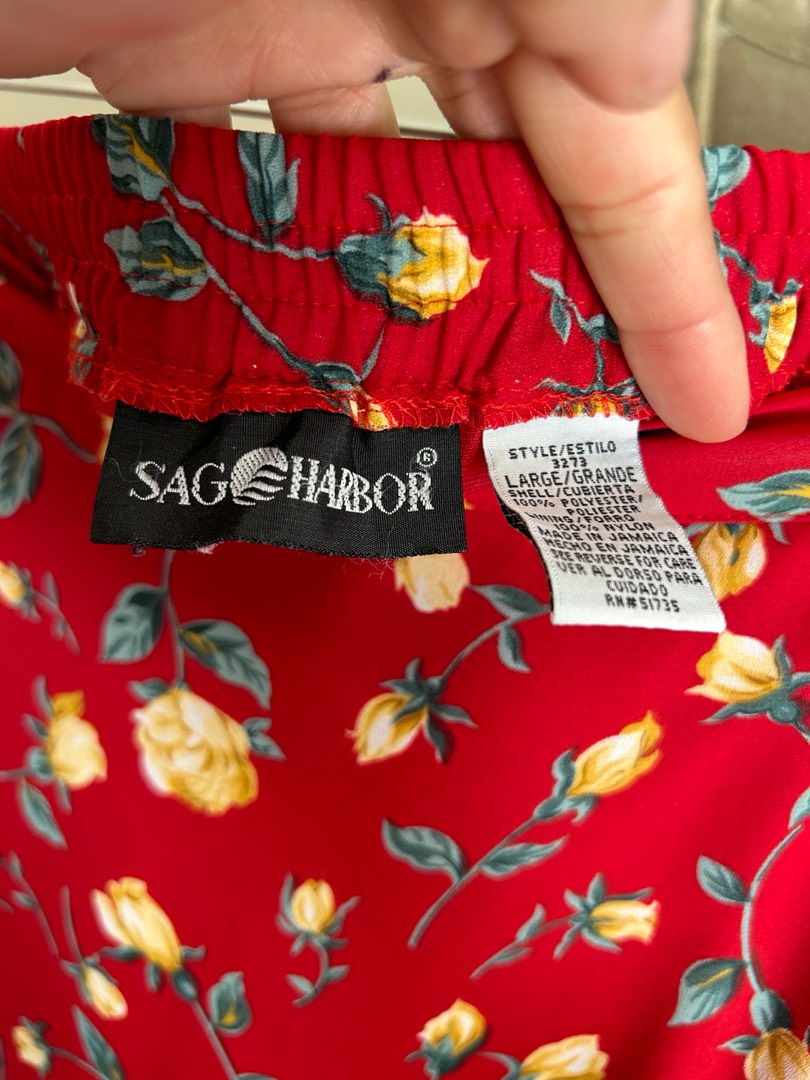 SAG HARBOR®
STYLE/ESTILO
3273
LARGE/GRANDE
SHELL/CUBIERTA
100% POLYESTER/
POLIESTER
LINING/FORRO
100% NYLON
MADE IN JAMAICA
HECHO EN JAMAICA
SEE REVERSE FOR CARE
VER AL DORSO PARA
CUIDADO
RN#51735